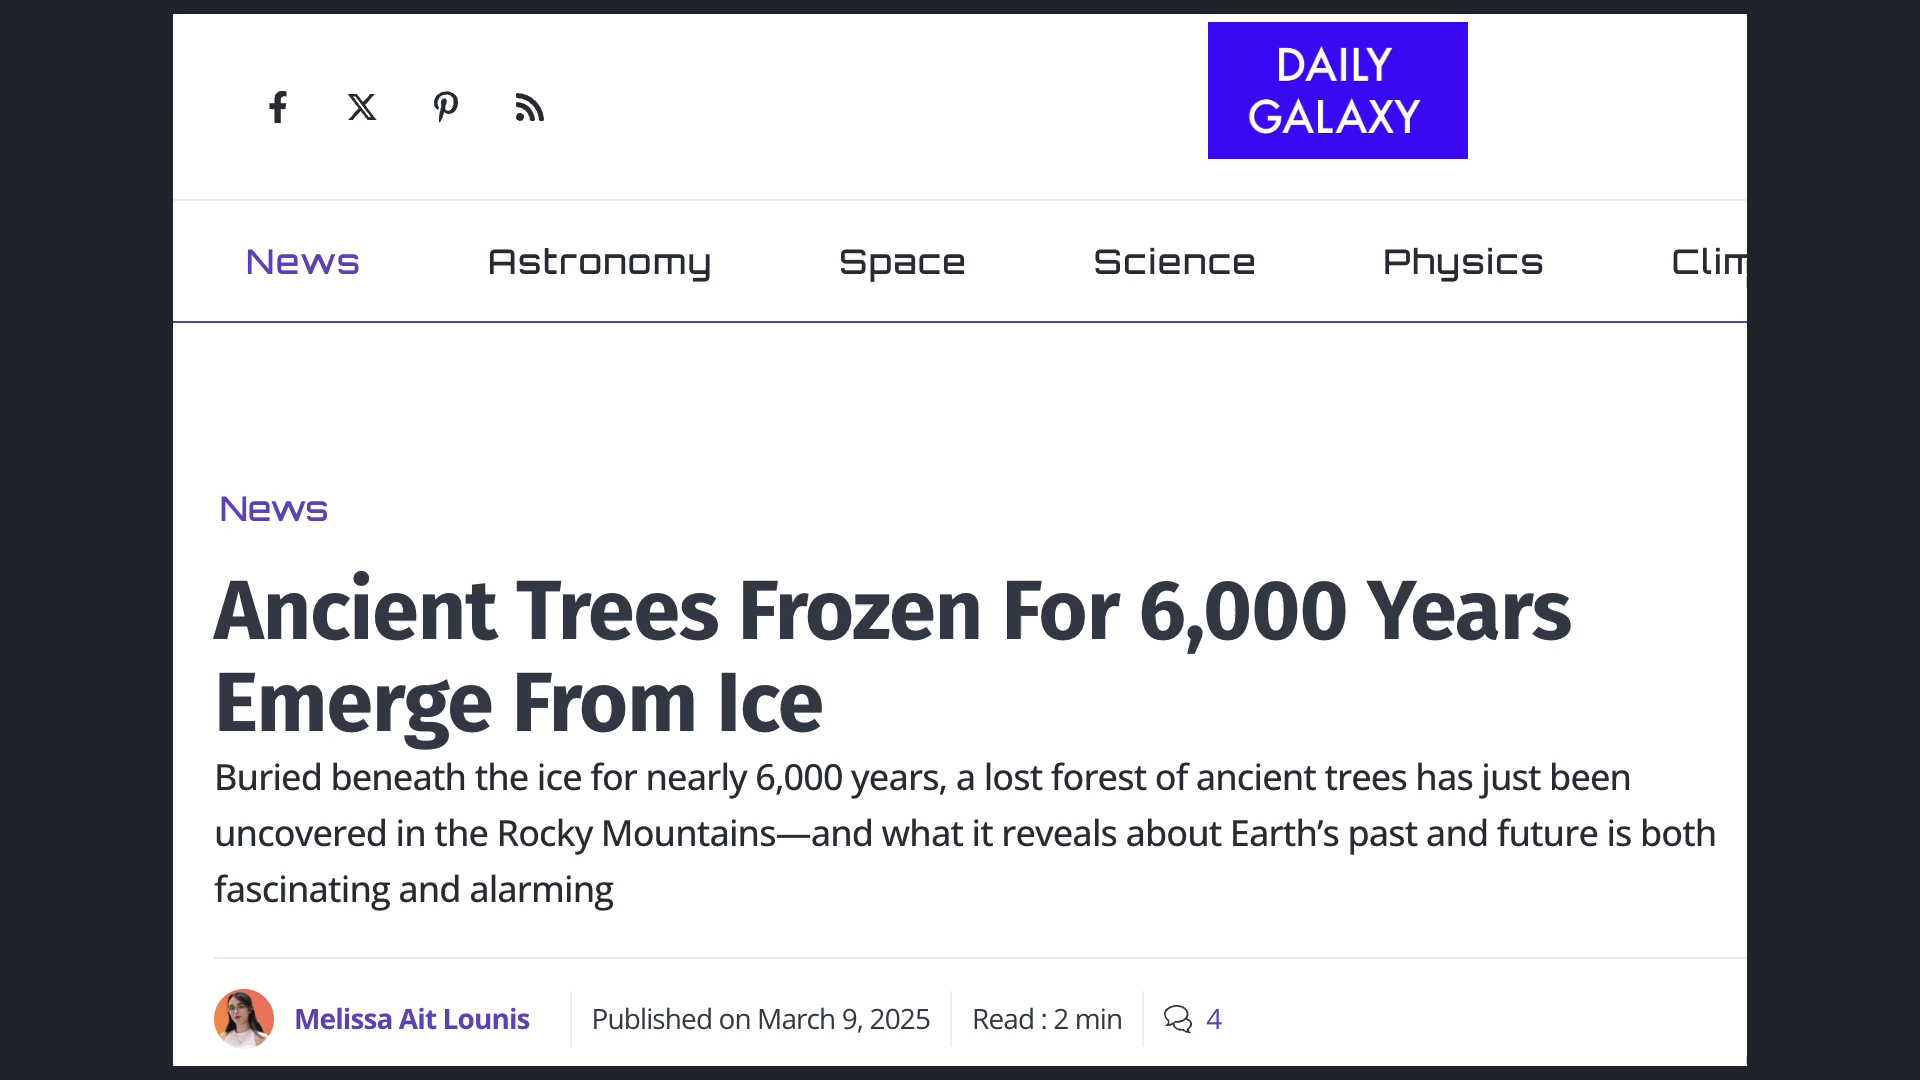 DAILY
GALAXY
News Astronomy Space Science Physics Clim
News
Ancient Trees Frozen For 6,000 Years
Emerge From Ice
Buried beneath the ice for nearly 6,000 years, a lost forest of ancient trees has just been
uncovered in the Rocky Mountains—and what it reveals about Earth’s past and future is both
fascinating and alarming
Melissa Ait Lounis Published on March 9, 2025 Read : 2 min 4